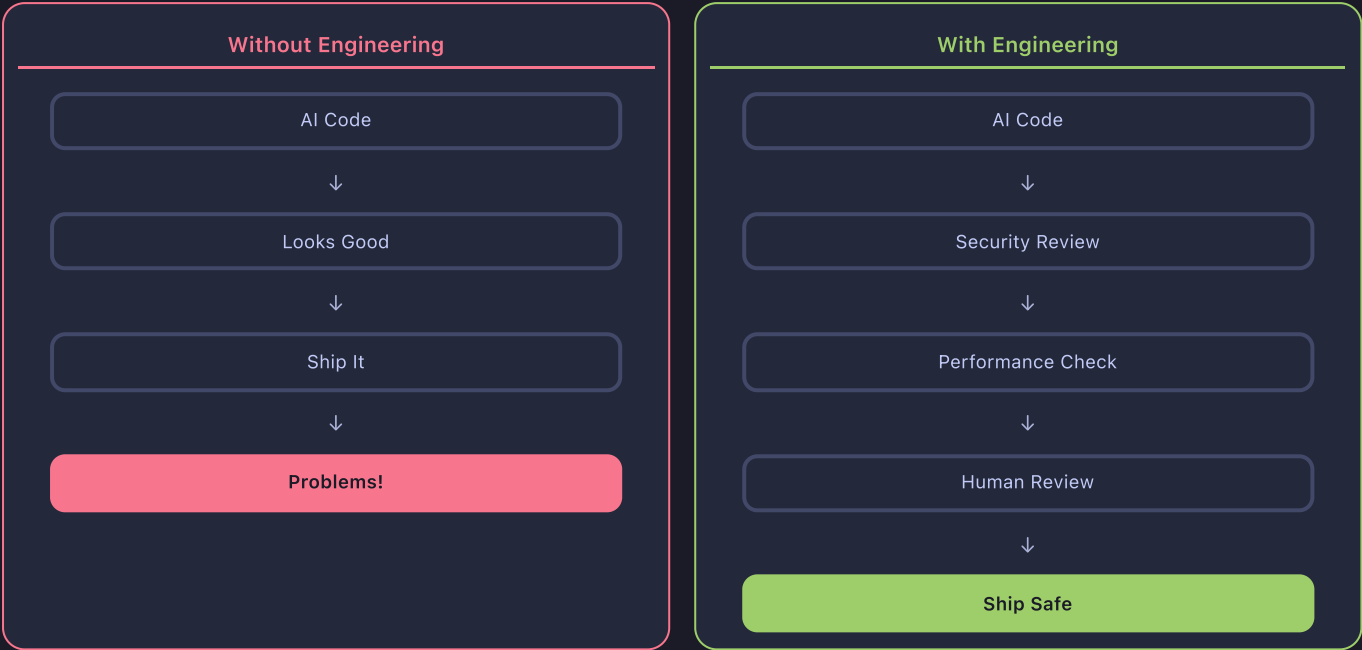 Without Engineering
AI Code
↓
Looks Good
↓
Ship It
↓
Problems!
With Engineering
AI Code
↓
Security Review
↓
Performance Check
↓
Human Review
↓
Ship Safe